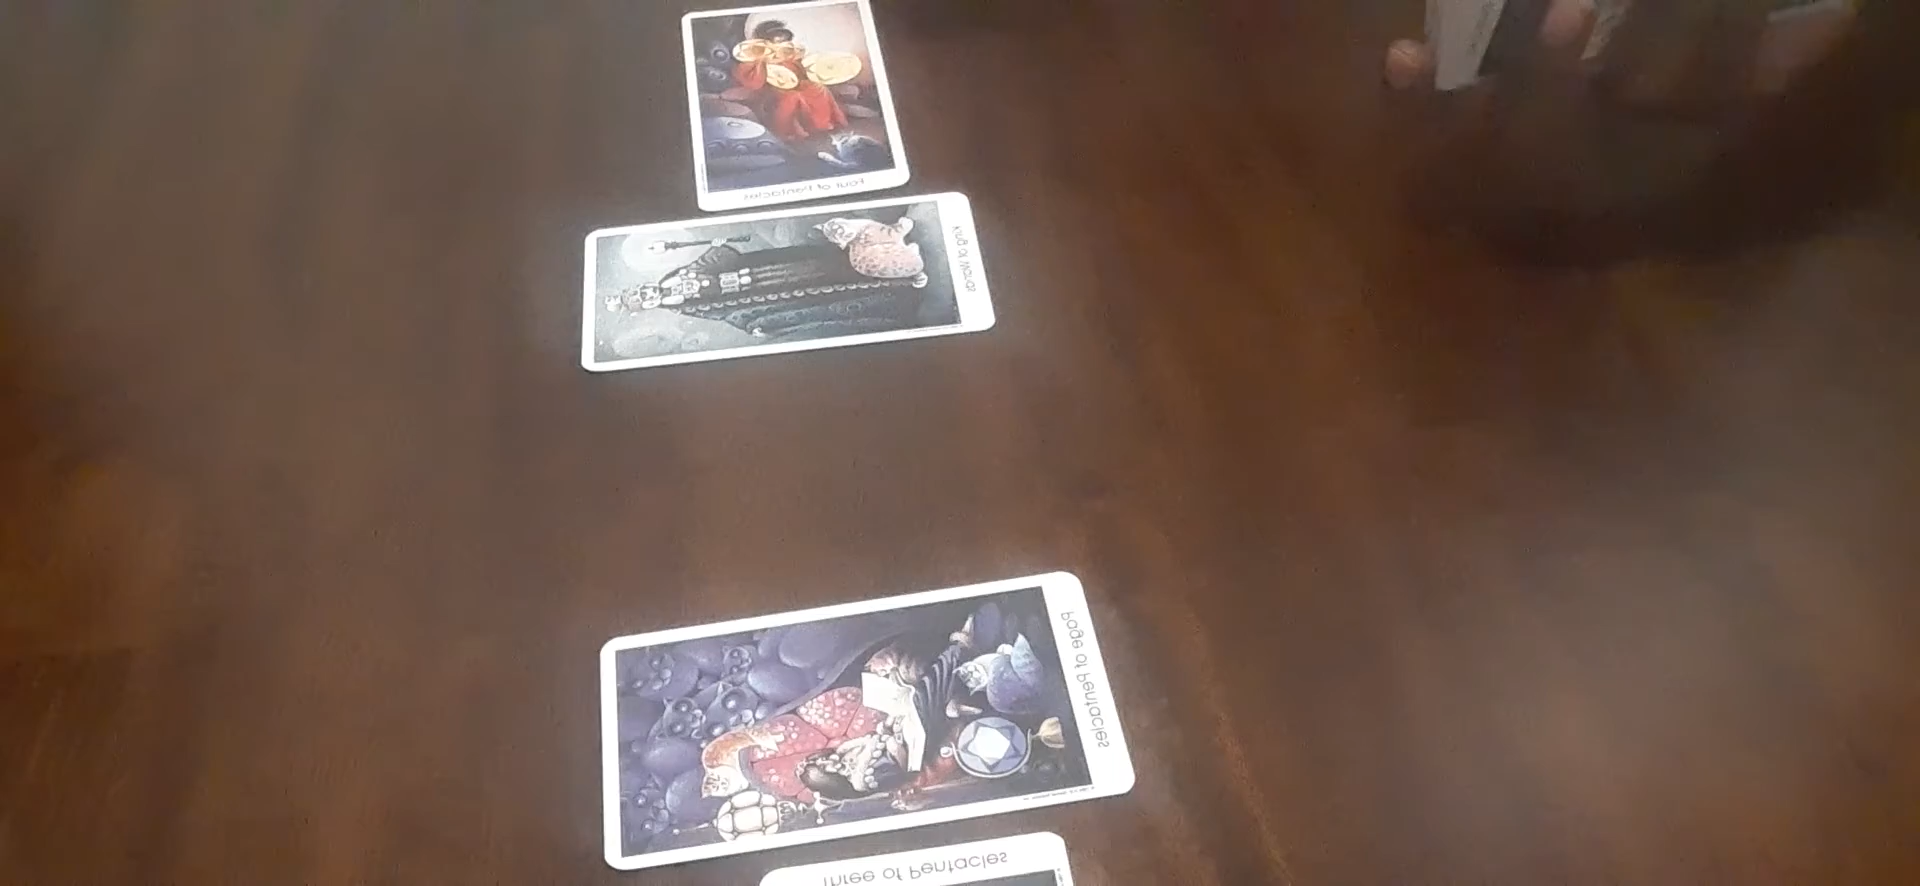 Four of Pentacles
King of Wands
Page of Pentacles
Three of Pentacles